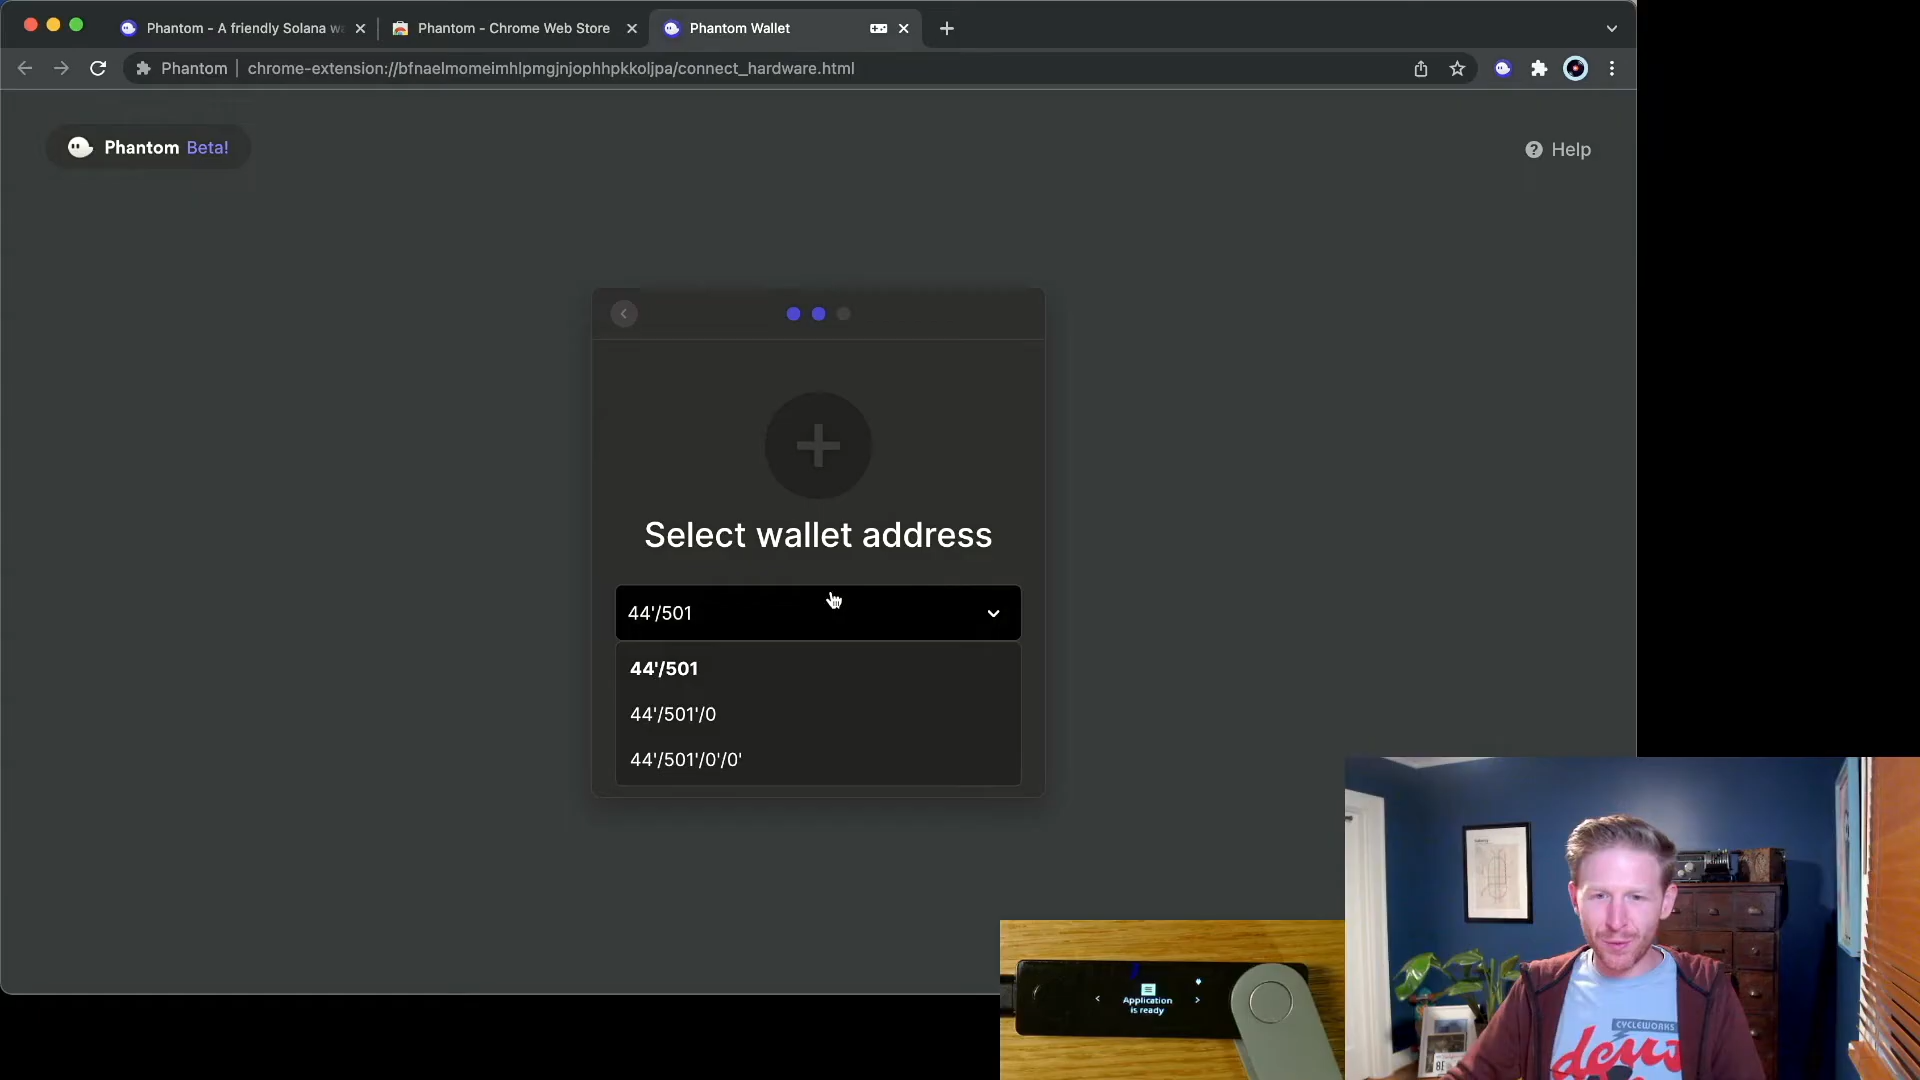 Phantom - A friendly Solana w
Phantom - Chrome Web Store
Phantom Wallet
Phantom
chrome-extension://bfnaelmomeimhlpmgjnjophhpkkoljpa/connect_hardware.html
Phantom Beta!
? Help
Select wallet address
44'/501
44'/501
44'/501'/0
44'/501'/0'/0'
Application
is ready
CYCLEWORKS